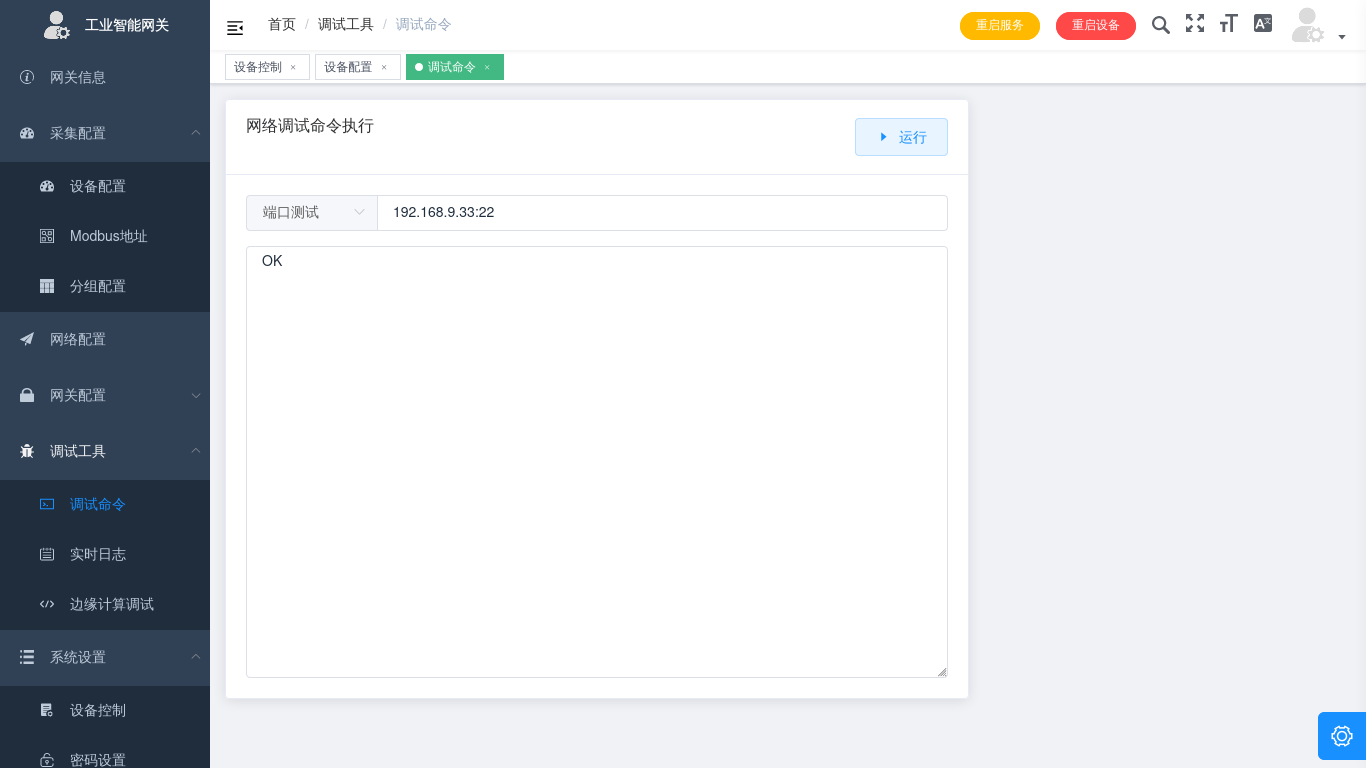 工业智能网关
网关信息
采集配置
设备配置
Modbus地址
分组配置
网络配置
网关配置
调试工具
调试命令
实时日志
边缘计算调试
系统设置
设备控制
密码设置
首页 / 调试工具 / 调试命令
重启服务 重启设备
设备控制 × 设备配置 × 调试命令 ×
网络调试命令执行
运行
端口测试 192.168.9.33:22
OK